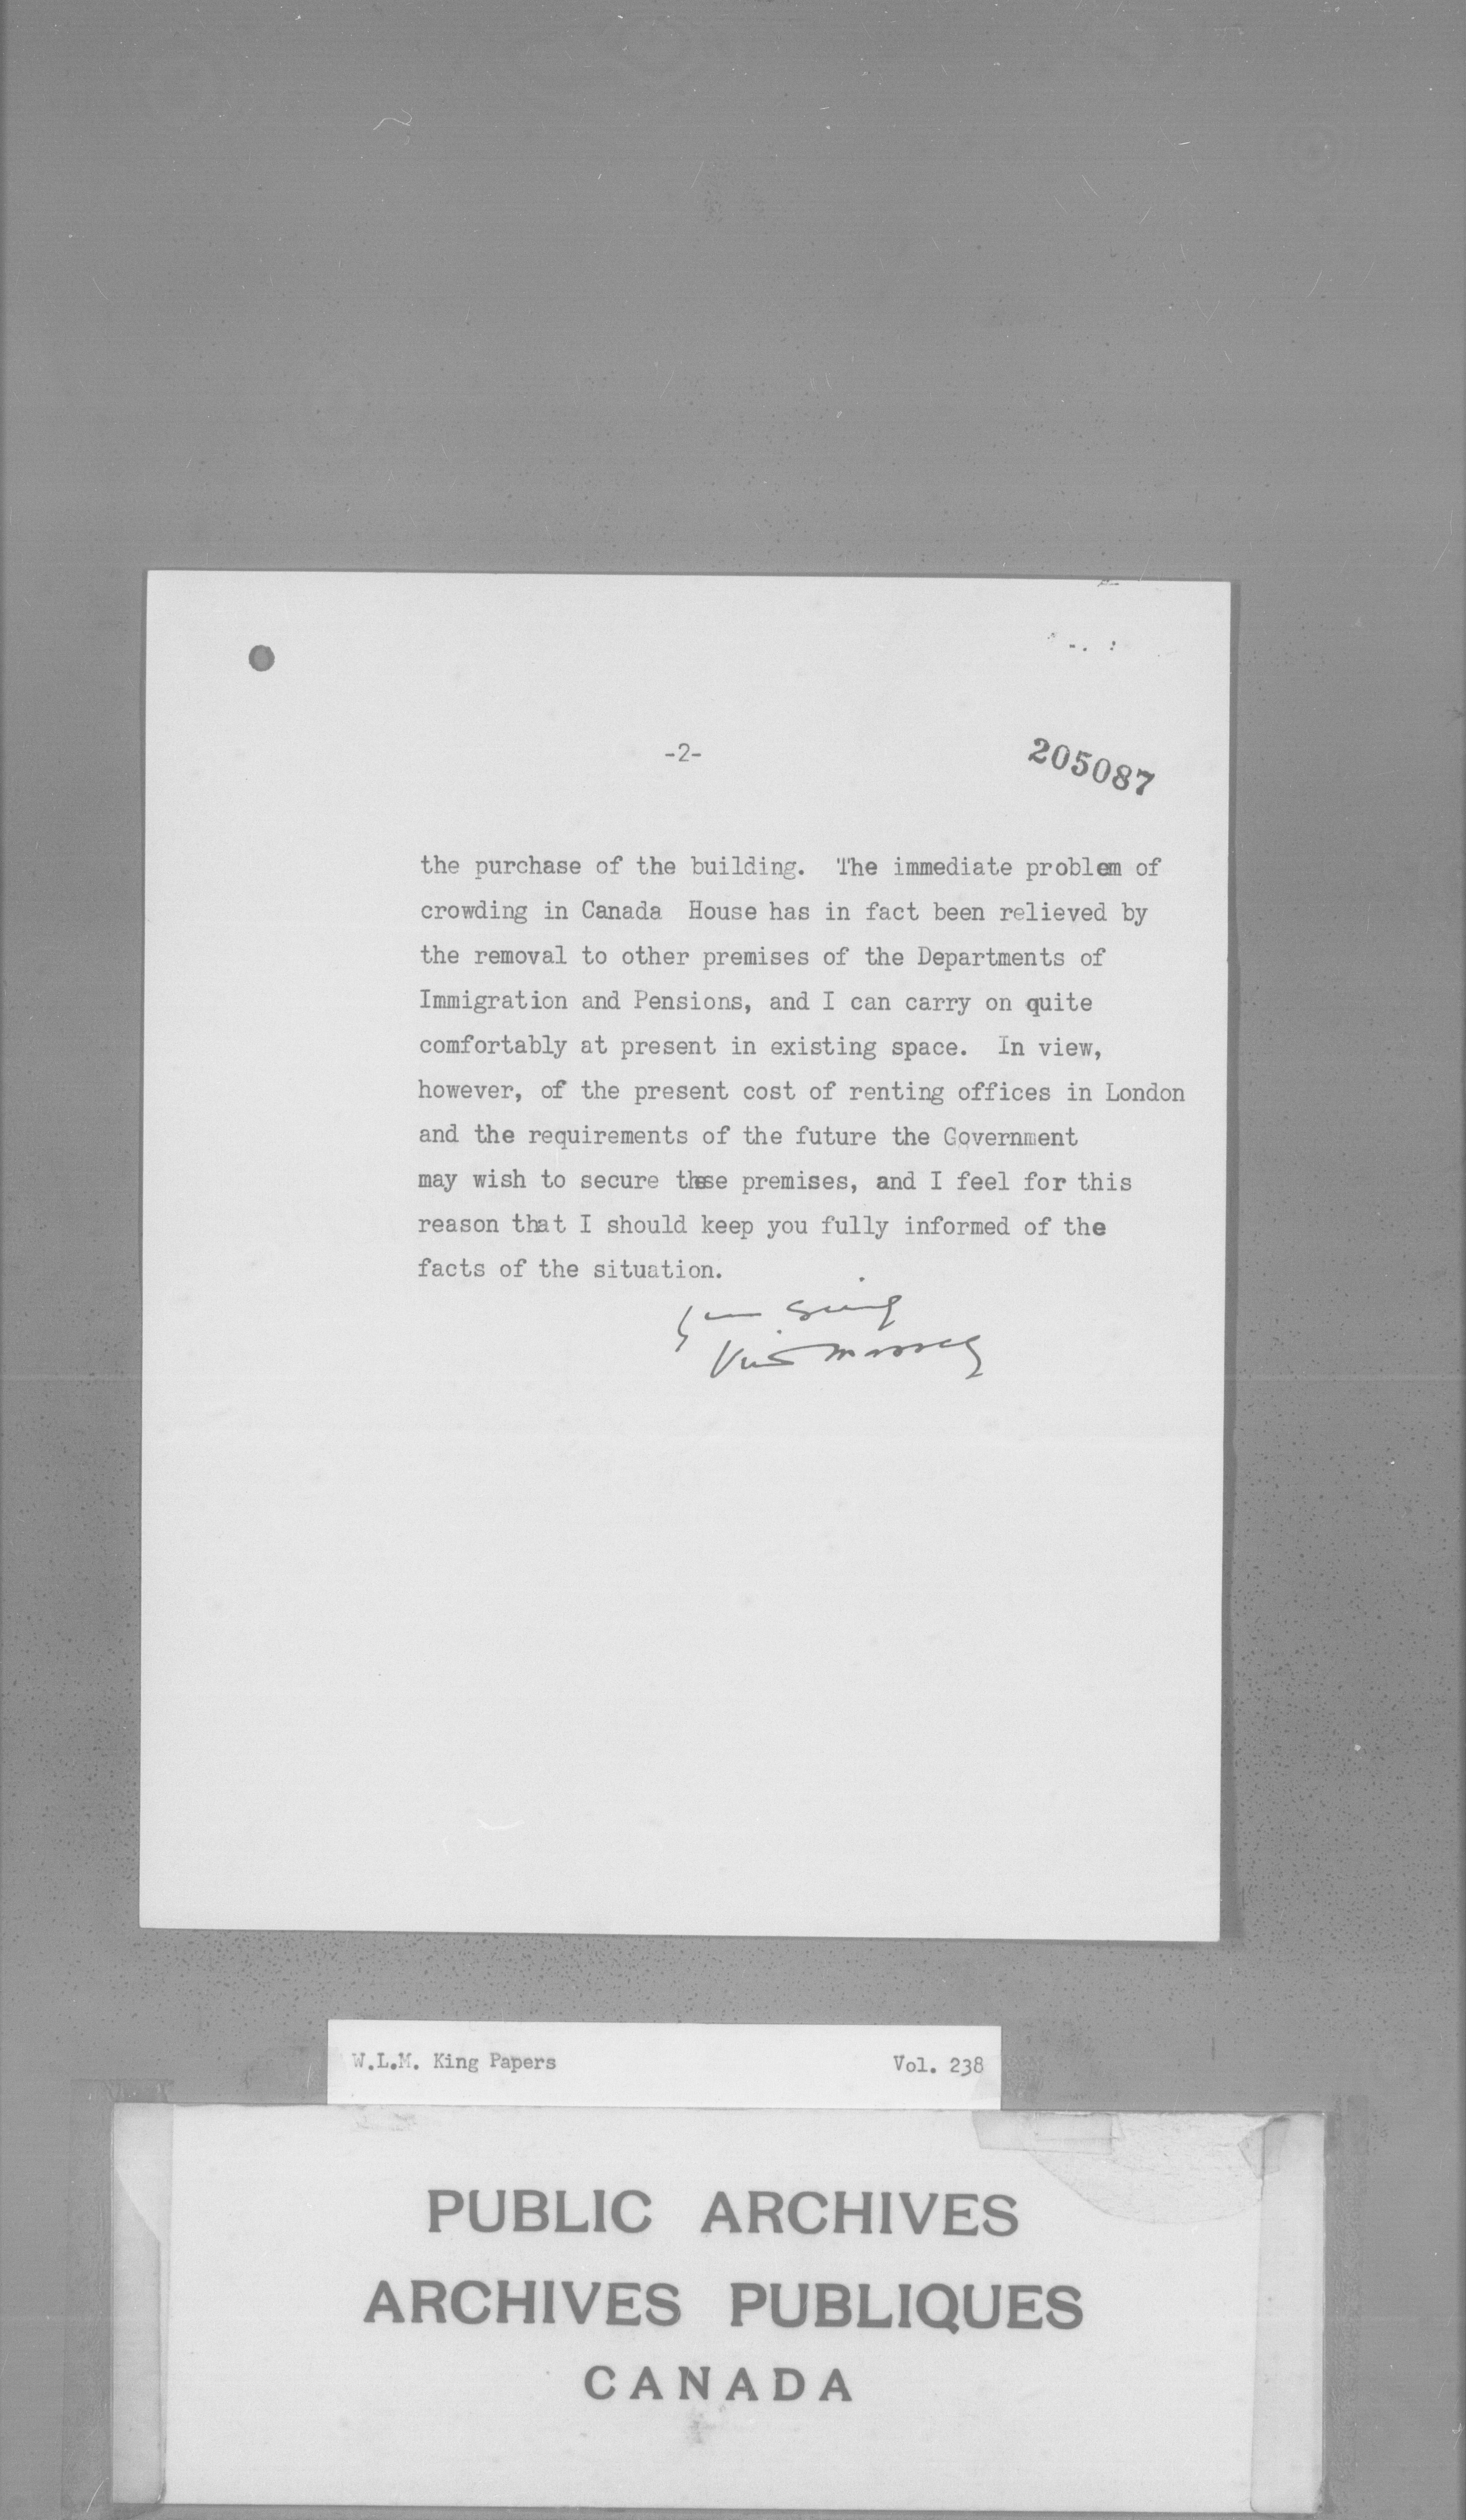 -2-
205087
the purchase of the building. The immediate problem of
crowding in Canada House has in fact been relieved by
the removal to other premises of the Departments of
Immigration and Pensions, and I can carry on quite
comfortably at present in existing space. In view,
however, of the present cost of renting offices in London
and the requirements of the future the Government
may wish to secure these premises, and I feel for this
reason that I should keep you fully informed of the
facts of the situation.
Vincent Massey
W.L.M. King Papers Vol. 238
PUBLIC ARCHIVES
ARCHIVES PUBLIQUES
CANADA